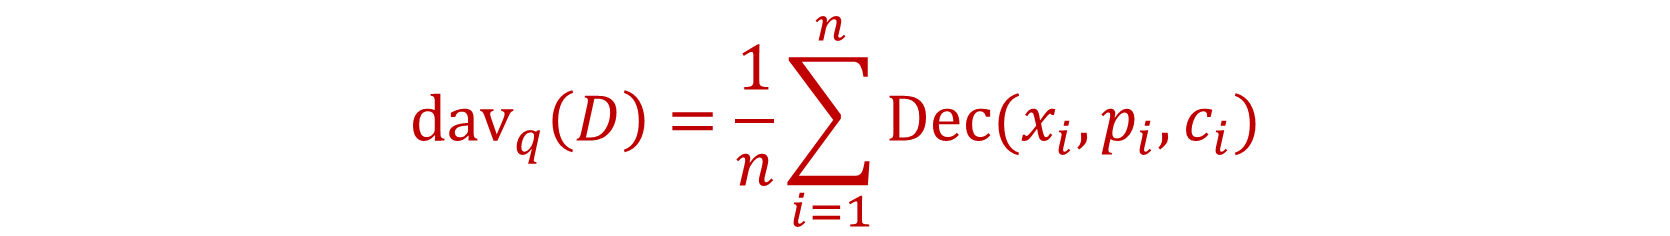 dav_q(D) = \frac{1}{n} \sum_{i=1}^{n} Dec(x_i, p_i, c_i)